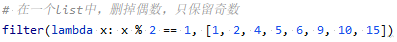 # 在一个list中，删掉偶数，只保留奇数
filter(lambda x: x % 2 == 1, [1, 2, 4, 5, 6, 9, 10, 15])